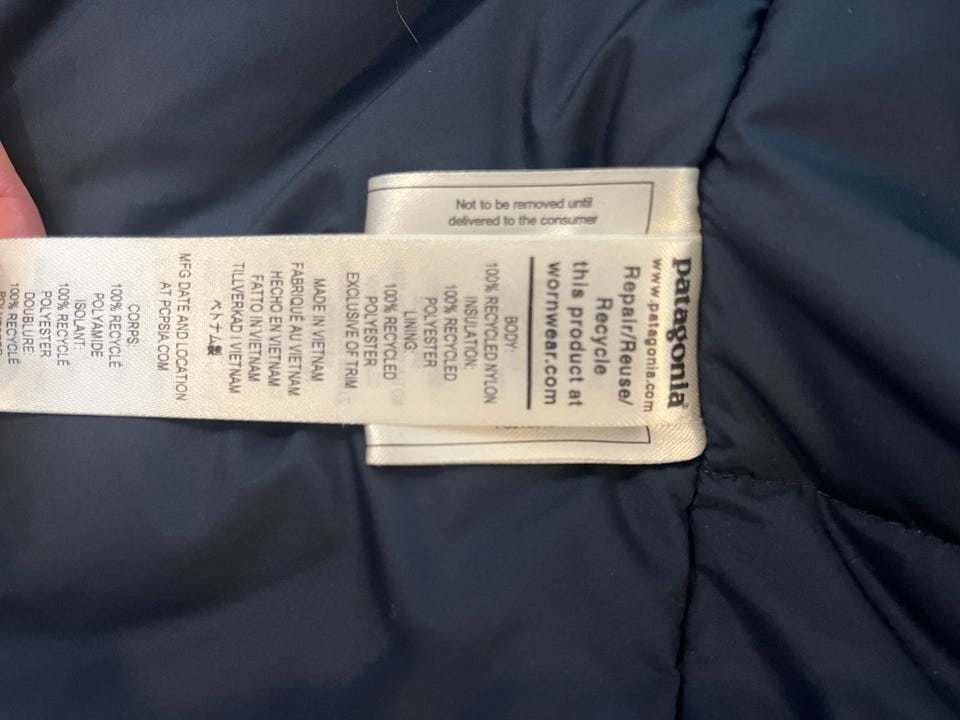 Not to be removed until
delivered to the consumer
patagonia®
www.patagonia.com
Repair/Reuse/
Recycle
this product at
wornwear.com
BODY:
100% RECYCLED NYLON
INSULATION:
100% RECYCLED
POLYESTER
LINING:
100% RECYCLED
POLYESTER
EXCLUSIVE OF TRIM
MADE IN VIETNAM
FABRIQUÉ AU VIETNAM
HECHO EN VIETNAM
FATTO IN VIETNAM
TILLVERKAD I VIETNAM
ベトナム製
MFG DATE AND LOCATION
AT POPSIA.COM
CORPS:
100% RECYCLÉ
POLYAMIDE
ISOLANT:
100% RECYCLÉ
POLYESTER
DOUBLURE:
100% RECYCLÉ